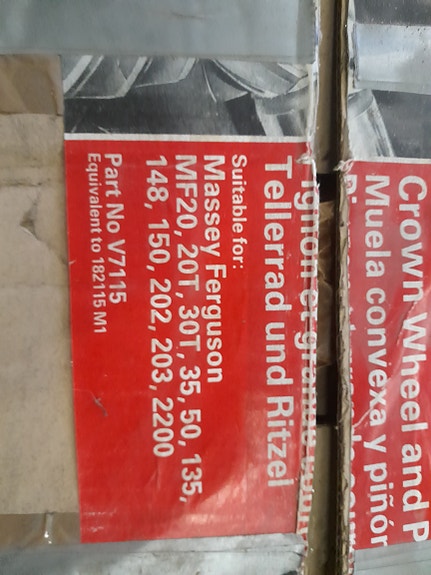 Crown Wheel and P
Muela convexa y piñór
Tellerrad und Ritzel
Suitable for:
Massey Ferguson
MF20, 20T, 30T, 35, 50, 135,
148, 150, 202, 203, 2200
Part No V7115
Equivalent to 182115 M1